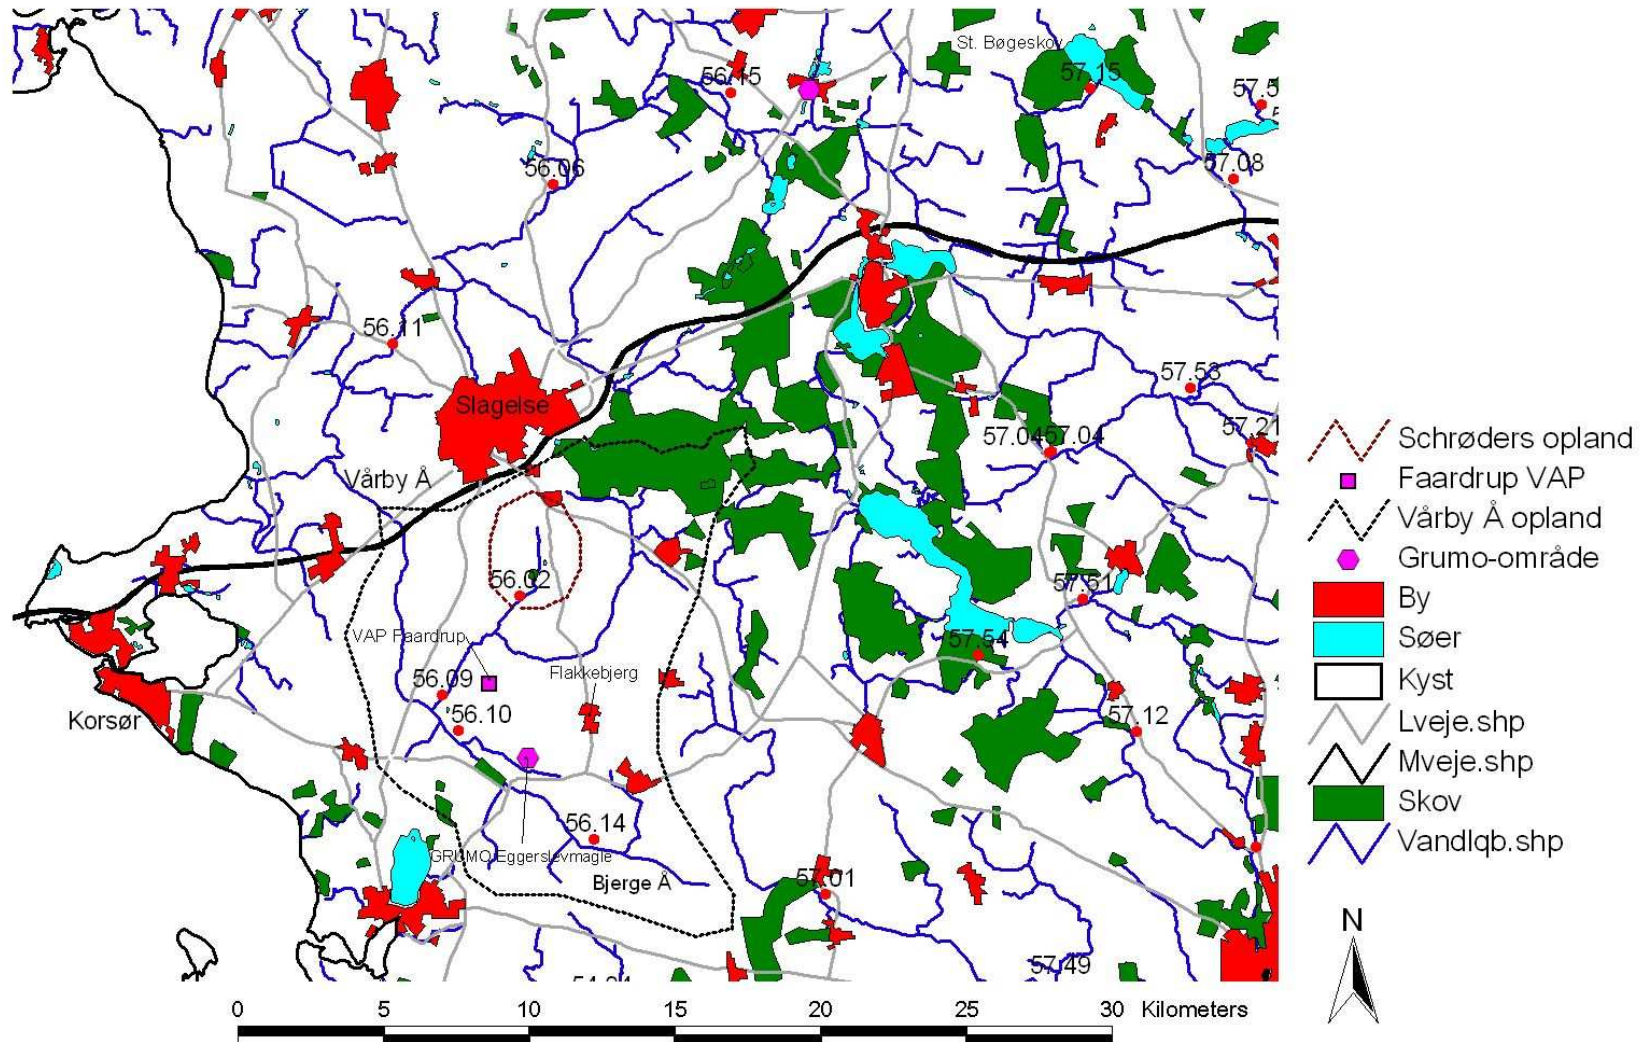 St. Bøgeskov
56.15
57.15
57.5
56.06
57.08
56.11
57.53
Slagelse
57.04
57.04
57.21
Vårby Å
56.02
57.51
VAP Faardrup
57.54
Flakkebjerg
56.09
56.10
Korsør
57.12
56.14
GRUMO Eggerslevmagle
Bjerge Å
57.01
57.49
Schrøders opland
Faardrup VAP
Vårby Å opland
Grumo-område
By
Søer
Kyst
Lveje.shp
Mveje.shp
Skov
Vandlqb.shp
N
0 5 10 15 20 25 30 Kilometers